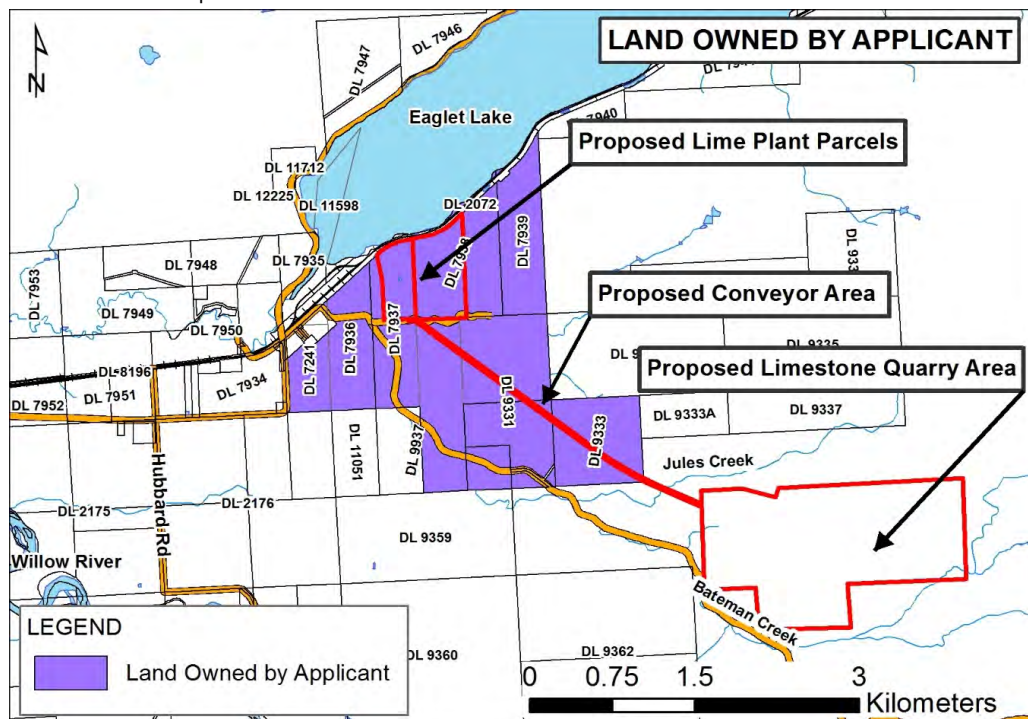 LAND OWNED BY APPLICANT
N
DL 7947
DL 7946
Eaglet Lake
Proposed Lime Plant Parcels
DL 11712
DL 12225
DL 11598
DL 2072
DL 7939
DL 7938
DL 7953
DL 7948
DL 7935
DL 7949
DL 7950
Proposed Conveyor Area
DL 7937
DL 7936
DL 7241
DL 8196
DL 7951
DL 7934
DL 7952
Proposed Limestone Quarry Area
DL 9335
DL 9331
DL 9333
DL 9333A
DL 9337
DL 9937
DL 11051
Jules Creek
Hubbard Rd
DL 2175
DL 2176
DL 9359
Willow River
Bateman Creek
DL 9360
DL 9362
LEGEND
Land Owned by Applicant
0 0.75 1.5 3
Kilometers